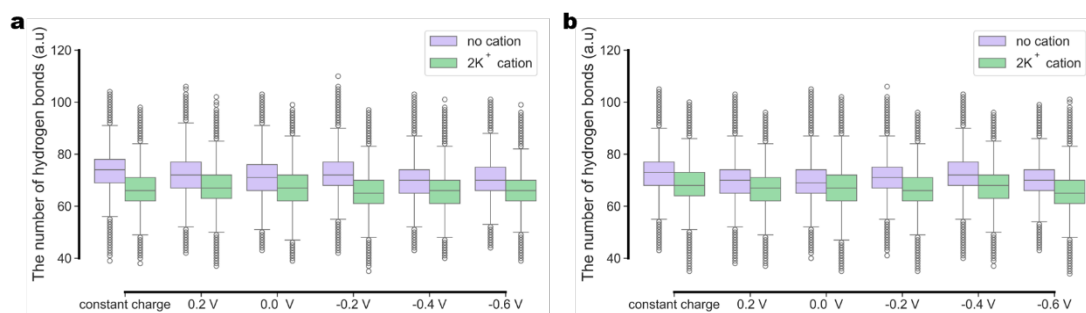 a
The number of hydrogen bonds (a.u)
120
100
80
60
40
no cation
2K+ cation
constant charge 0.2 V 0.0 V -0.2 V -0.4 V -0.6 V
b
The number of hydrogen bonds (a.u)
120
100
80
60
40
no cation
2K+ cation
constant charge 0.2 V 0.0 V -0.2 V -0.4 V -0.6 V